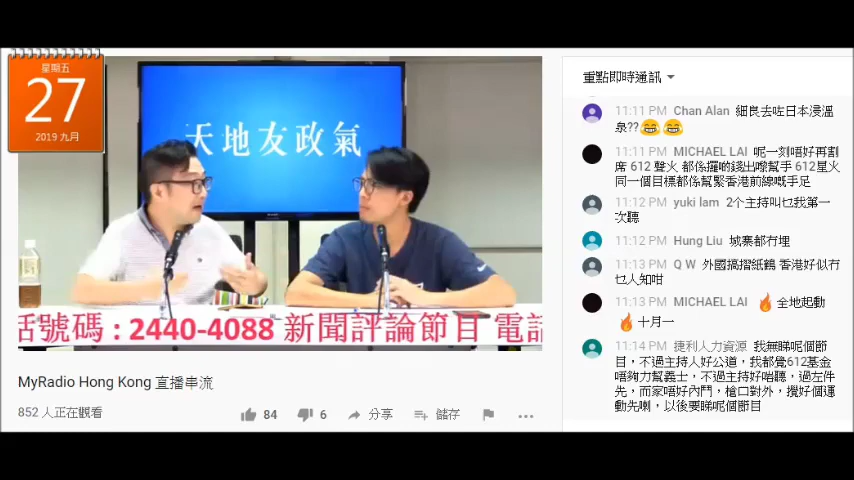 星期五
27
2019 九月
天地友政氣
話號碼 : 2440-4088 新聞評論節目 電話
MyRadio Hong Kong 直播串流
852 人正在觀看
84
6
分享
儲存
重點即時通訊
11:11 PM Chan Alan 細良去咗日本浸溫
泉??😂😂
11:11 PM MICHAEL LAI 呢一刻唔好再割
席 612 聲火 都係攞啲錢出嚟幫手 612星火
同一個目標都係幫緊香港前線嘅手足
11:12 PM yuki lam 2个主持叫乜我第一
次聽
11:12 PM Hung Liu 城寨都冇埋
11:13 PM Q W 外國搞摺紙鶴 香港好似冇
乜人知咁
11:13 PM MICHAEL LAI 🔥全地起動
🔥十月一
11:14 PM 捷利人力資源 我無睇呢個節
目，不過主持人好公道，我都覺612基金
唔夠力幫義士，不過主持好啱聽，過左件
先，而家唔好內鬥，槍口對外，攪好個運
動先喇，以後要睇呢個節目